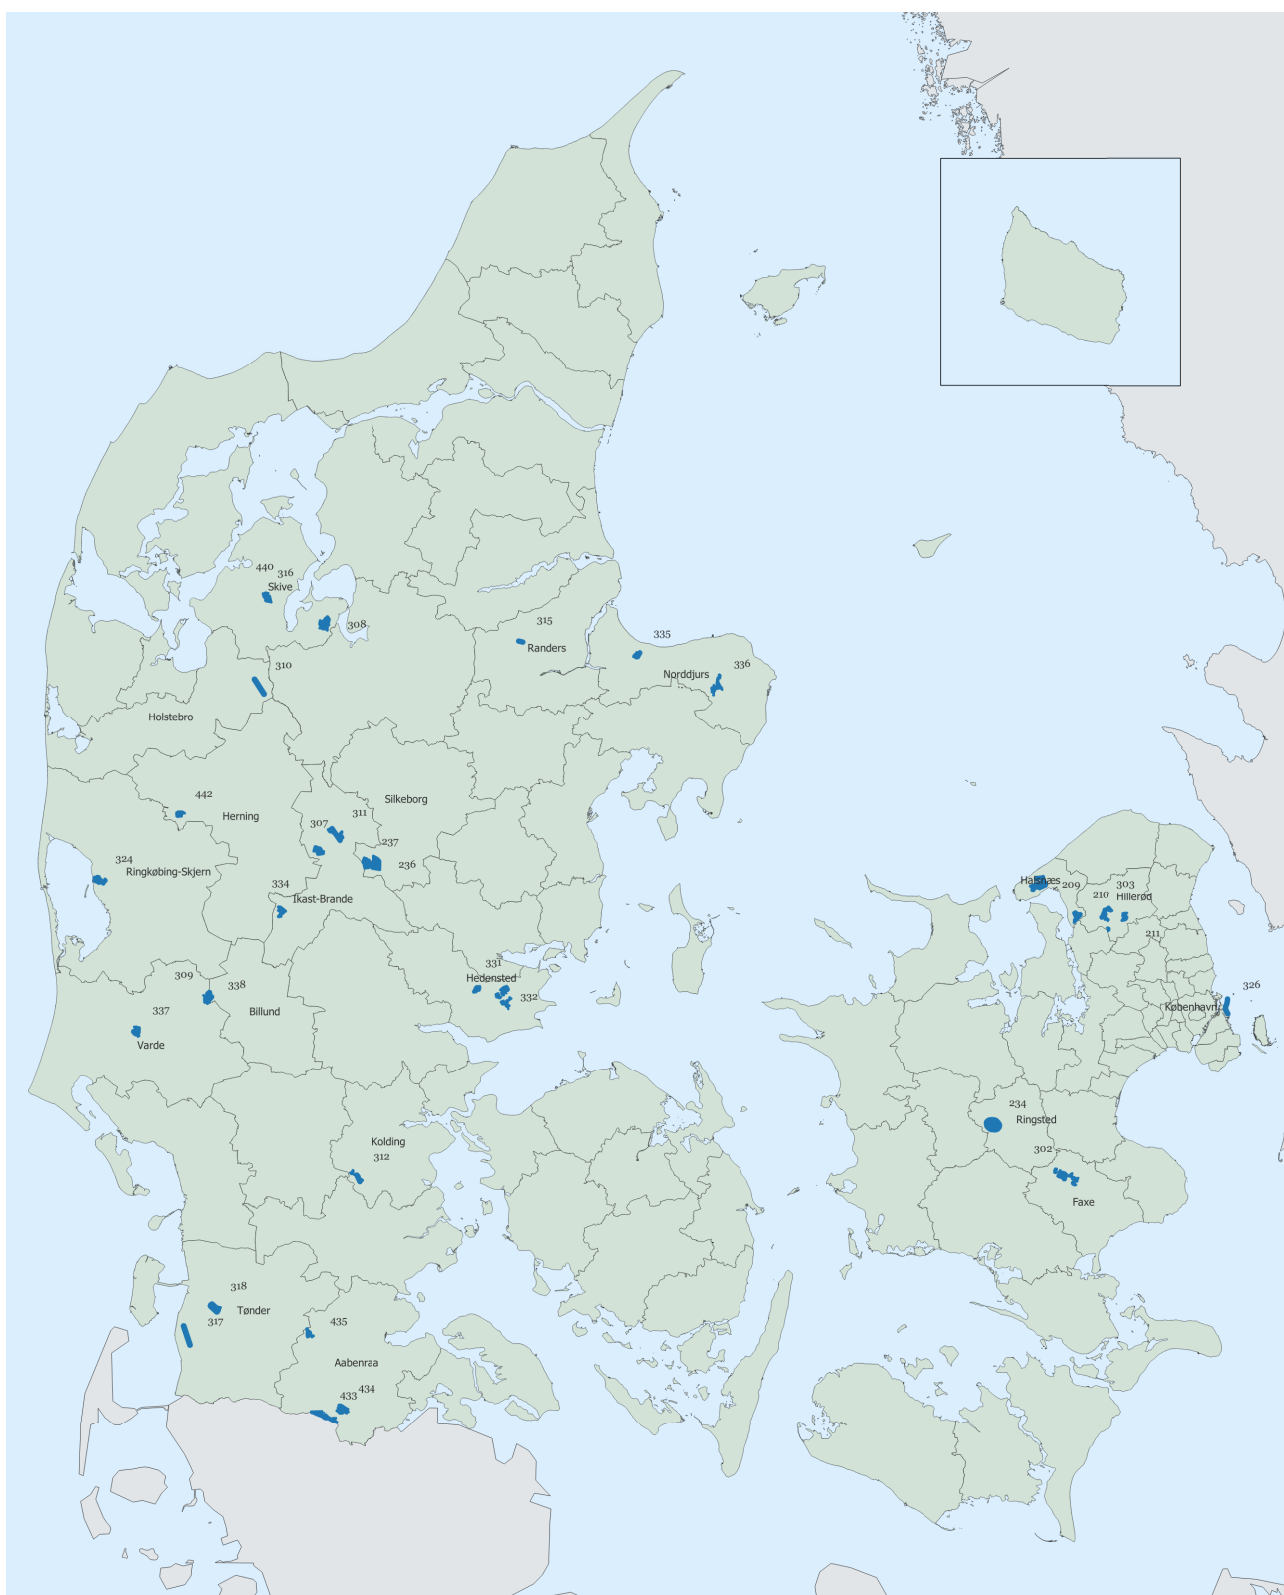 440
316
Skive
308
315
Randers
335
Norddjurs
336
310
Holstebro
442
Herning
Silkeborg
311
307
237
236
324
Ringkøbing-Skjern
334
Ikast-Brande
Halsnæs
209
210
303
Hillerød
211
331
Hedensted
332
309
338
337
Billund
Varde
326
København
234
Ringsted
302
Faxe
Kolding
312
318
Tønder
317
435
Aabenraa
434
433